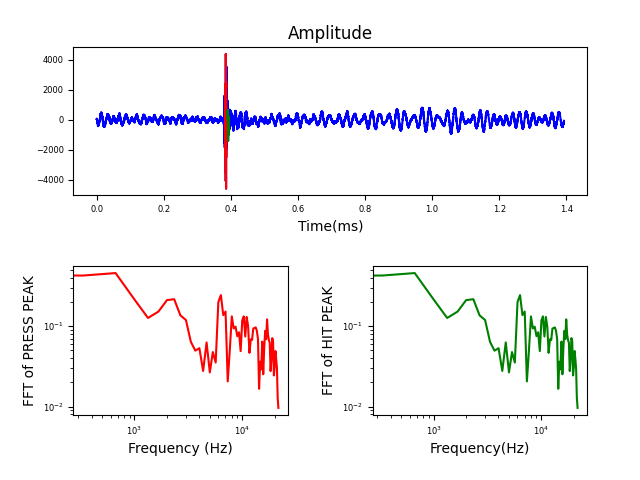 Amplitude
4000
2000
0
−2000
−4000
0.0 0.2 0.4 0.6 0.8 1.0 1.2 1.4
Time(ms)
FFT of PRESS PEAK
10⁻¹
10⁻²
10³ 10⁴
Frequency (Hz)
FFT of HIT PEAK
10⁻¹
10⁻²
10³ 10⁴
Frequency(Hz)